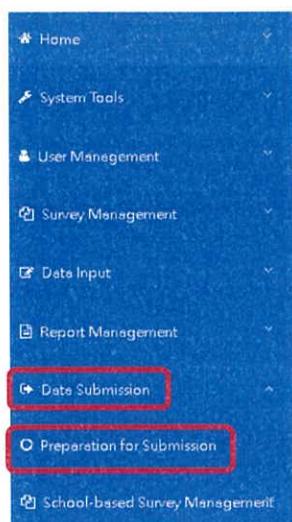 Home
System Tools
User Management
Survey Management
Data Input
Report Management
Data Submission
Preparation for Submission
School-based Survey Management